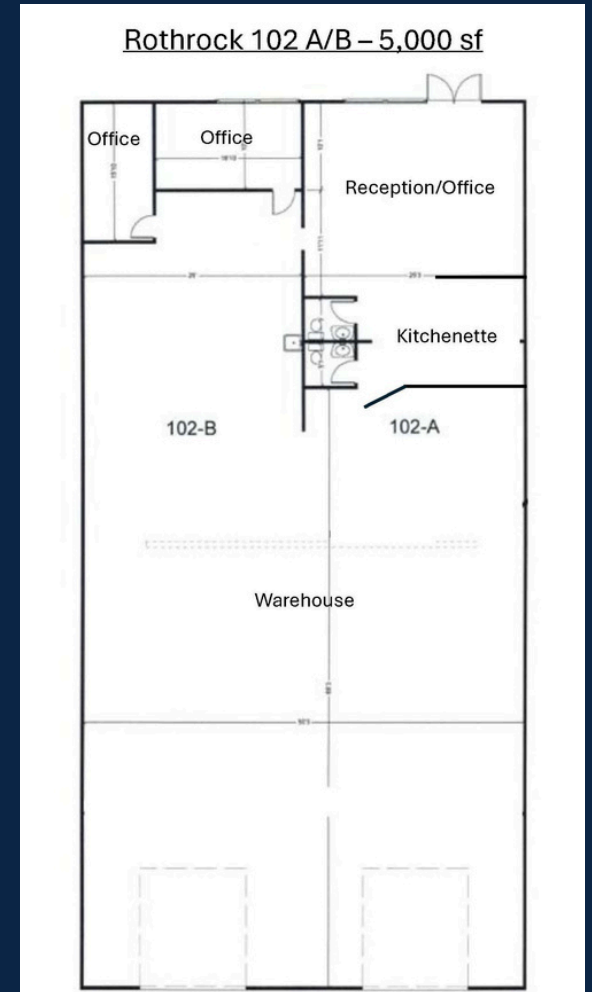 Rothrock 102 A/B – 5,000 sf
Office
Office
Reception/Office
Kitchenette
102-B
102-A
Warehouse